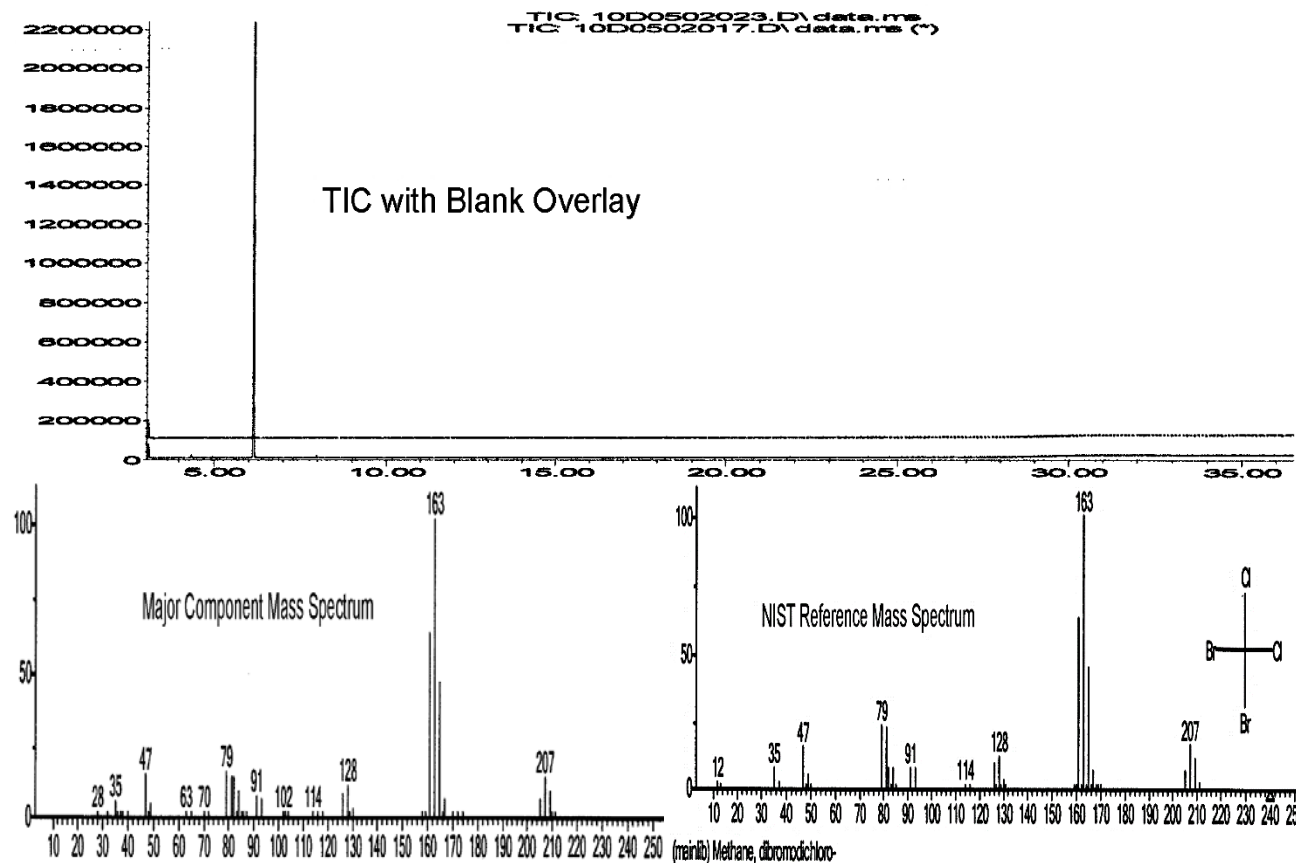 TIC: 10D0502023.D\data.ms
TIC: 10D0502017.D\data.ms (*)
2200000
2000000
1800000
1600000
1400000
1200000
1000000
800000
600000
400000
200000
0
TIC with Blank Overlay
5.00 10.00 15.00 20.00 25.00 30.00 35.00
100
50
0
Major Component Mass Spectrum
28 35 47 63 70 79 91 102 114 128 163 207
10 20 30 40 50 60 70 80 90 100 110 120 130 140 150 160 170 180 190 200 210 220 230 240 250
100
50
0
NIST Reference Mass Spectrum
12 35 47 79 91 114 128 163 207
Cl
Br Cl
Br
10 20 30 40 50 60 70 80 90 100 110 120 130 140 150 160 170 180 190 200 210 220 230 240
(mainlib) Methane, dibromodichloro-